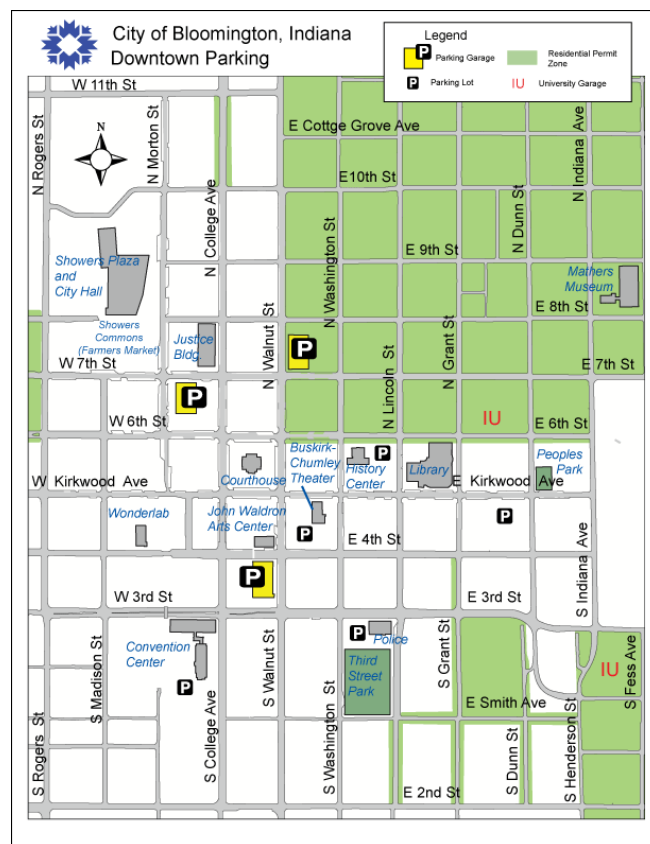 City of Bloomington, Indiana
Downtown Parking
Legend
P
Parking Garage
Residential Permit
Zone
P
Parking Lot
IU
University Garage
W 11th St
N Rogers St
N
N Morton St
N College Ave
E Cottge Grove Ave
E10th St
N Indiana Ave
N Washington St
N Dunn St
E 9th St
Showers Plaza
and
City Hall
Mathers
Museum
E 8th St
Showers
Commons
(Farmers Market)
Justice
Bldg.
N Walnut St
P
N Lincoln St
N Grant St
W 7th St
E 7th St
P
W 6th St
IU
E 6th St
Buskirk-
Chumley
Theater
P
History
Center
Library
Peoples
Park
Courthouse
W Kirkwood Ave
E Kirkwood Ave
Wonderlab
John Waldron
Arts Center
P
E 4th St
P
S Indiana Ave
P
W 3rd St
E 3rd St
Convention
Center
P
Police
Third
Street
Park
P
S Madison St
S Walnut St
S Grant St
IU
S Fess Ave
E Smith Ave
S Rogers St
S College Ave
S Washington St
S Dunn St
S Henderson St
E 2nd St